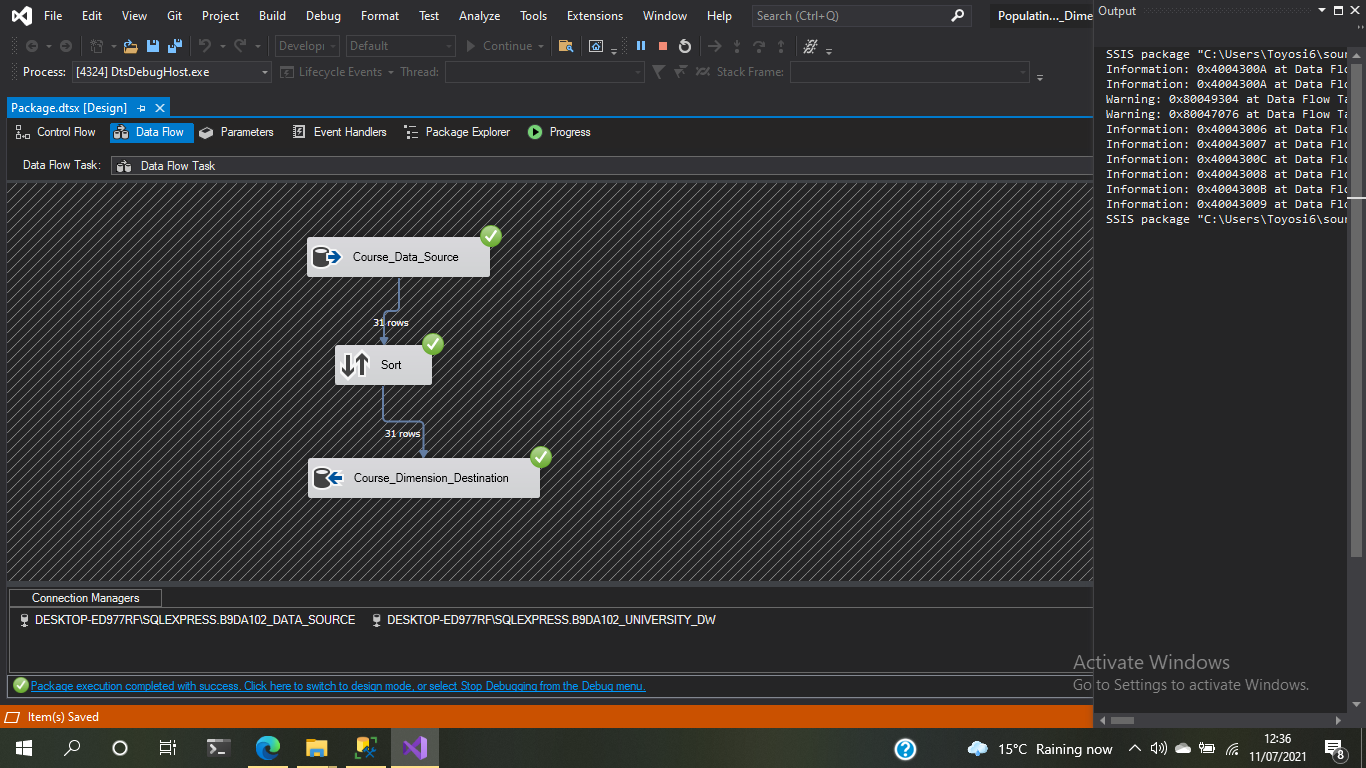 File Edit View Git Project Build Debug Format Test Analyze Tools Extensions Window Help Search (Ctrl+Q) Populatin..._Dime
Output
Develop Default Continue
Process: [4324] DtsDebugHost.exe Lifecycle Events Thread: Stack Frame:
Package.dtsx [Design]
Control Flow Data Flow Parameters Event Handlers Package Explorer Progress
Data Flow Task: Data Flow Task
Course_Data_Source
31 rows
Sort
31 rows
Course_Dimension_Destination
Connection Managers
DESKTOP-ED977RF\SQLEXPRESS.B9DA102_DATA_SOURCE DESKTOP-ED977RF\SQLEXPRESS.B9DA102_UNIVERSITY_DW
Package execution completed with success. Click here to switch to design mode, or select Stop Debugging from the Debug menu.
Item(s) Saved
SSIS package "C:\Users\Toyosi6\sour
Information: 0x4004300A at Data Flo
Information: 0x4004300A at Data Flo
Warning: 0x80049304 at Data Flow Ta
Warning: 0x80047076 at Data Flow Ta
Information: 0x40043006 at Data Flo
Information: 0x40043007 at Data Flo
Information: 0x4004300C at Data Flo
Information: 0x40043008 at Data Flo
Information: 0x4004300B at Data Flo
Information: 0x40043009 at Data Flo
SSIS package "C:\Users\Toyosi6\sour
Activate Windows
Go to Settings to activate Windows.
15°C Raining now
12:36
11/07/2021
8